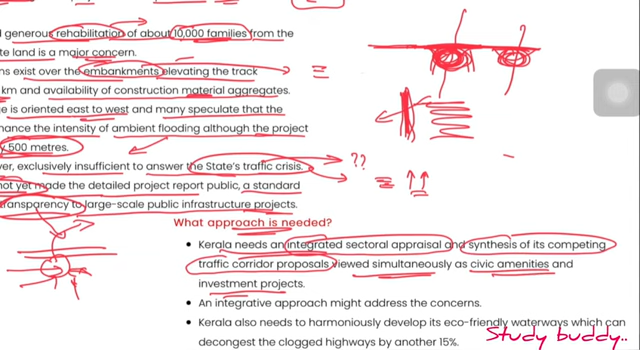 generous rehabilitation of about 10,000 families from the
te land is a major concern.
ns exist over the embankments elevating the track
km and availability of construction material aggregates.
e is oriented east to west and many speculate that the
nance the intensity of ambient flooding although the project
500 metres.
ver, exclusively insufficient to answer the State's traffic crisis. ??
not yet made the detailed project report public, a standard
transparency to large-scale public infrastructure projects.
What approach is needed?
• Kerala needs an integrated sectoral appraisal and synthesis of its competing
traffic corridor proposals viewed simultaneously as civic amenities and
investment projects.
• An integrative approach might address the concerns.
• Kerala also needs to harmoniously develop its eco-friendly waterways which can
decongest the clogged highways by another 15%.
Study buddy..